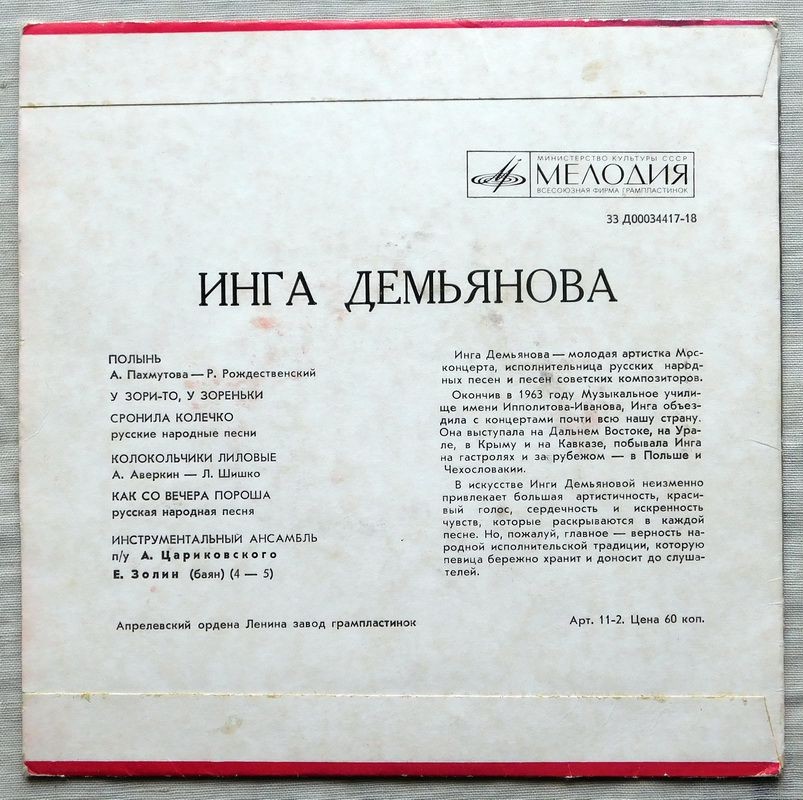 МИНИСТЕРСТВО КУЛЬТУРЫ СССР
МЕЛОДИЯ
ВСЕСОЮЗНАЯ ФИРМА ГРАМПЛАСТИНОК
33 Д00034417-18
ИНГА ДЕМЬЯНОВА
ПОЛЫНЬ
А. Пахмутова — Р. Рождественский
У ЗОРИ-ТО, У ЗОРЕНЬКИ
СРОНИЛА КОЛЕЧКО
русские народные песни
КОЛОКОЛЬЧИКИ ЛИЛОВЫЕ
А. Аверкин — Л. Шишко
КАК СО ВЕЧЕРА ПОРОША
русская народная песня
ИНСТРУМЕНТАЛЬНЫЙ АНСАМБЛЬ
п/у А. Цариковского
Е. Золин (баян) (4 — 5)
Инга Демьянова — молодая артистка Мос-
концерта, исполнительница русских народ-
ных песен и песен советских композиторов.
Окончив в 1963 году Музыкальное учили-
ще имени Ипполитова-Иванова, Инга объез-
дила с концертами почти всю нашу страну.
Она выступала на Дальнем Востоке, на Ура-
ле, в Крыму и на Кавказе, побывала Инга
на гастролях и за рубежом — в Польше и
Чехословакии.
В искусстве Инги Демьяновой неизменно
привлекает большая артистичность, краси-
вый голос, сердечность и искренность
чувств, которые раскрываются в каждой
песне. Но, пожалуй, главное — верность на-
родной исполнительской традиции, которую
певица бережно хранит и доносит до слуша-
телей.
Апрелевский ордена Ленина завод грампластинок
Арт. 11-2. Цена 60 коп.